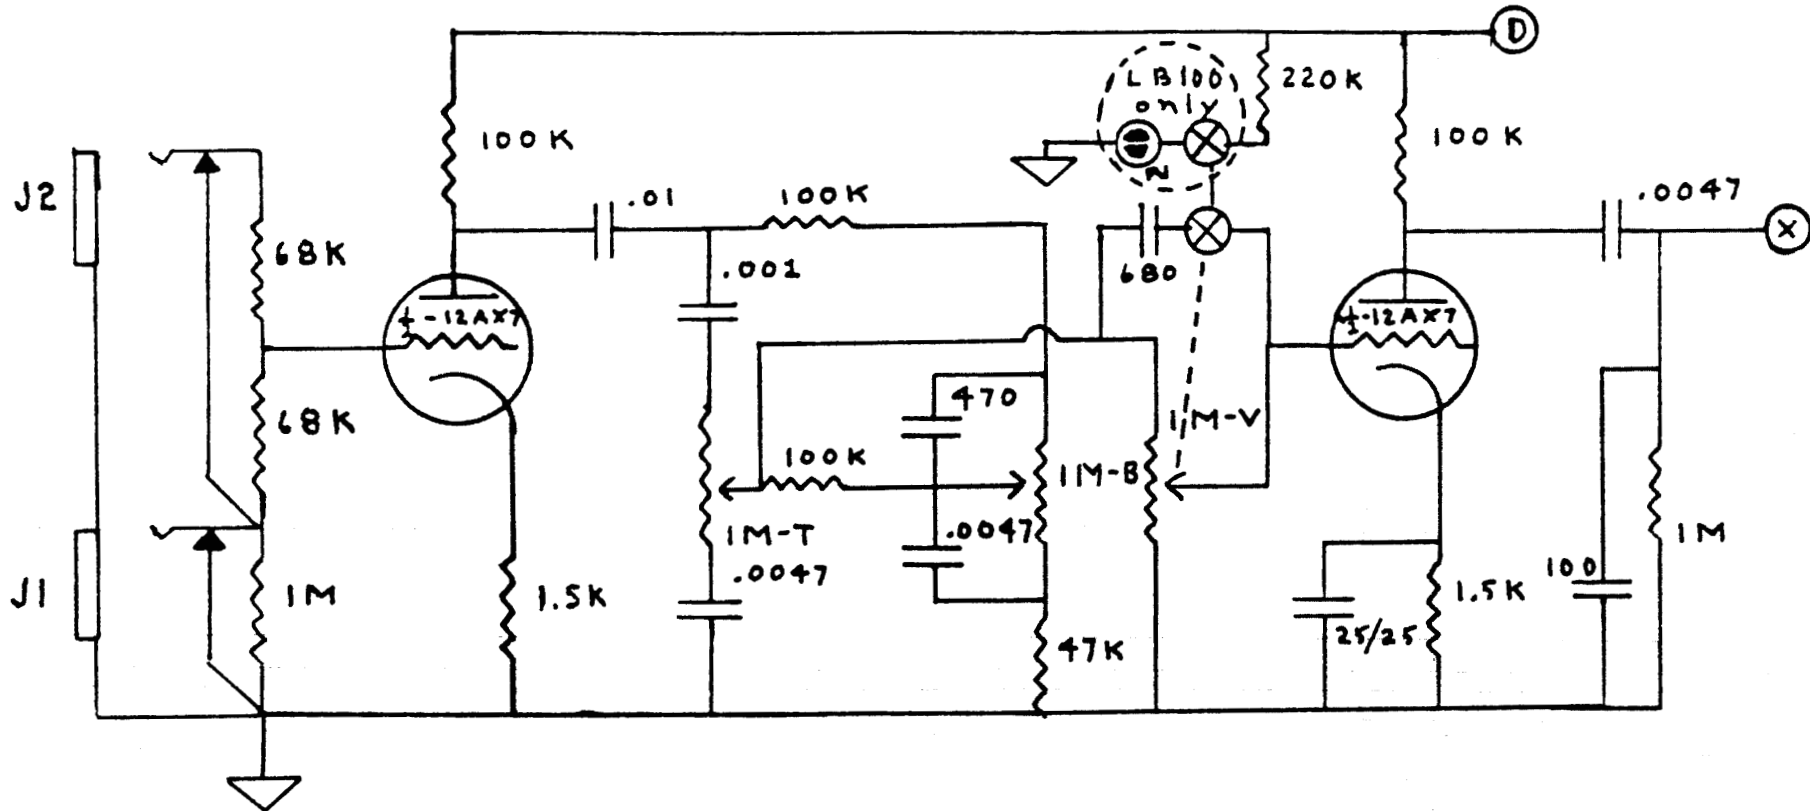 D
LB100
only
220K
N
100K
100K
J2
.01
100K
.0047
X
68K
.001
680
½-12AX7
½-12AX7
68K
470
1M-V
100K
1M-B
1M-T
.0047
1M
J1
1M
1.5K
.0047
100
1.5K
25/25
47K